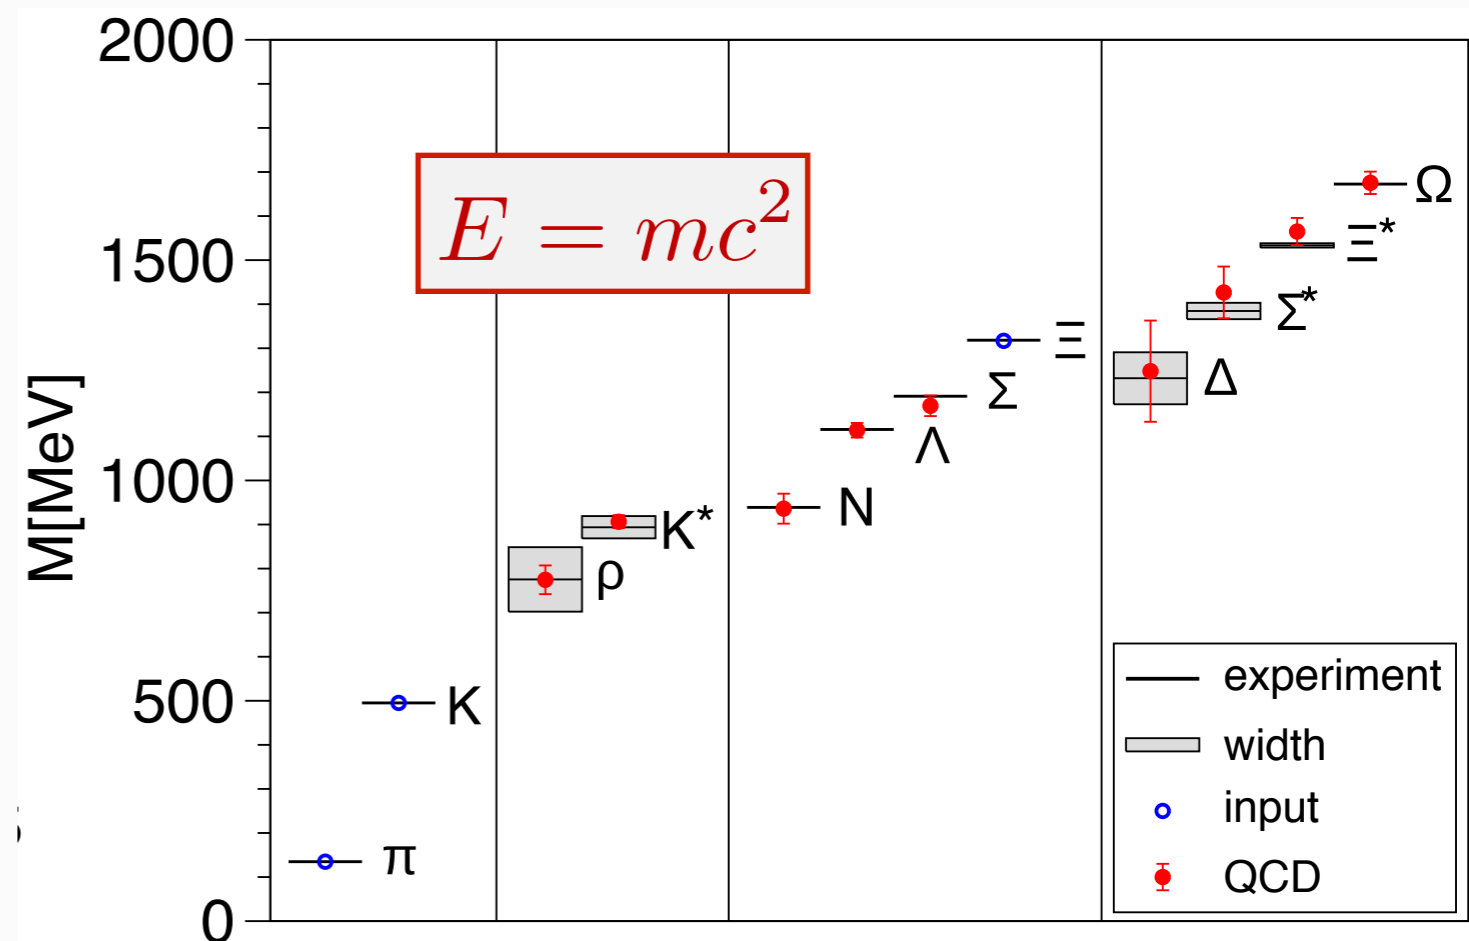 2000
E = mc²
Ω
1500
Ξ*
Σ*
Ξ
Σ
Δ
Λ
M[MeV]
1000
N
K*
ρ
500
K
π
0
experiment
width
input
QCD